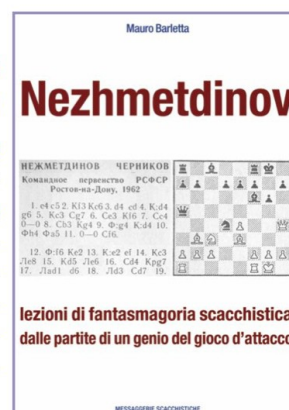 Mauro Barletta
Nezhmetdinov
НЕЖМЕТДИНОВ ЧЕРНИКОВ
Командное первенство РСФСР
Ростов-на-Дону, 1962
1. e4 c5 2. Кf3 Кc6 3. d4 cd 4. К:d4
g6 5. Кc3 Сg7 6. Сe3 Кf6 7. Сc4
0—0 8. Сb3 Кg4 9. Ф:g4 К:d4 10.
Фh4 Фa5 11. 0—0 Сf6.
12. Ф:f6 Кe2 13. К:e2 ef 14. Кc3
Лe8 15. Кd5 Лe6 16. Сd4 Крg7
17. Лad1 d6 18. Лd3 Сd7 19.
lezioni di fantasmagoria scacchistica
dalle partite di un genio del gioco d'attacco
MESSAGGERIE SCACCHISTICHE